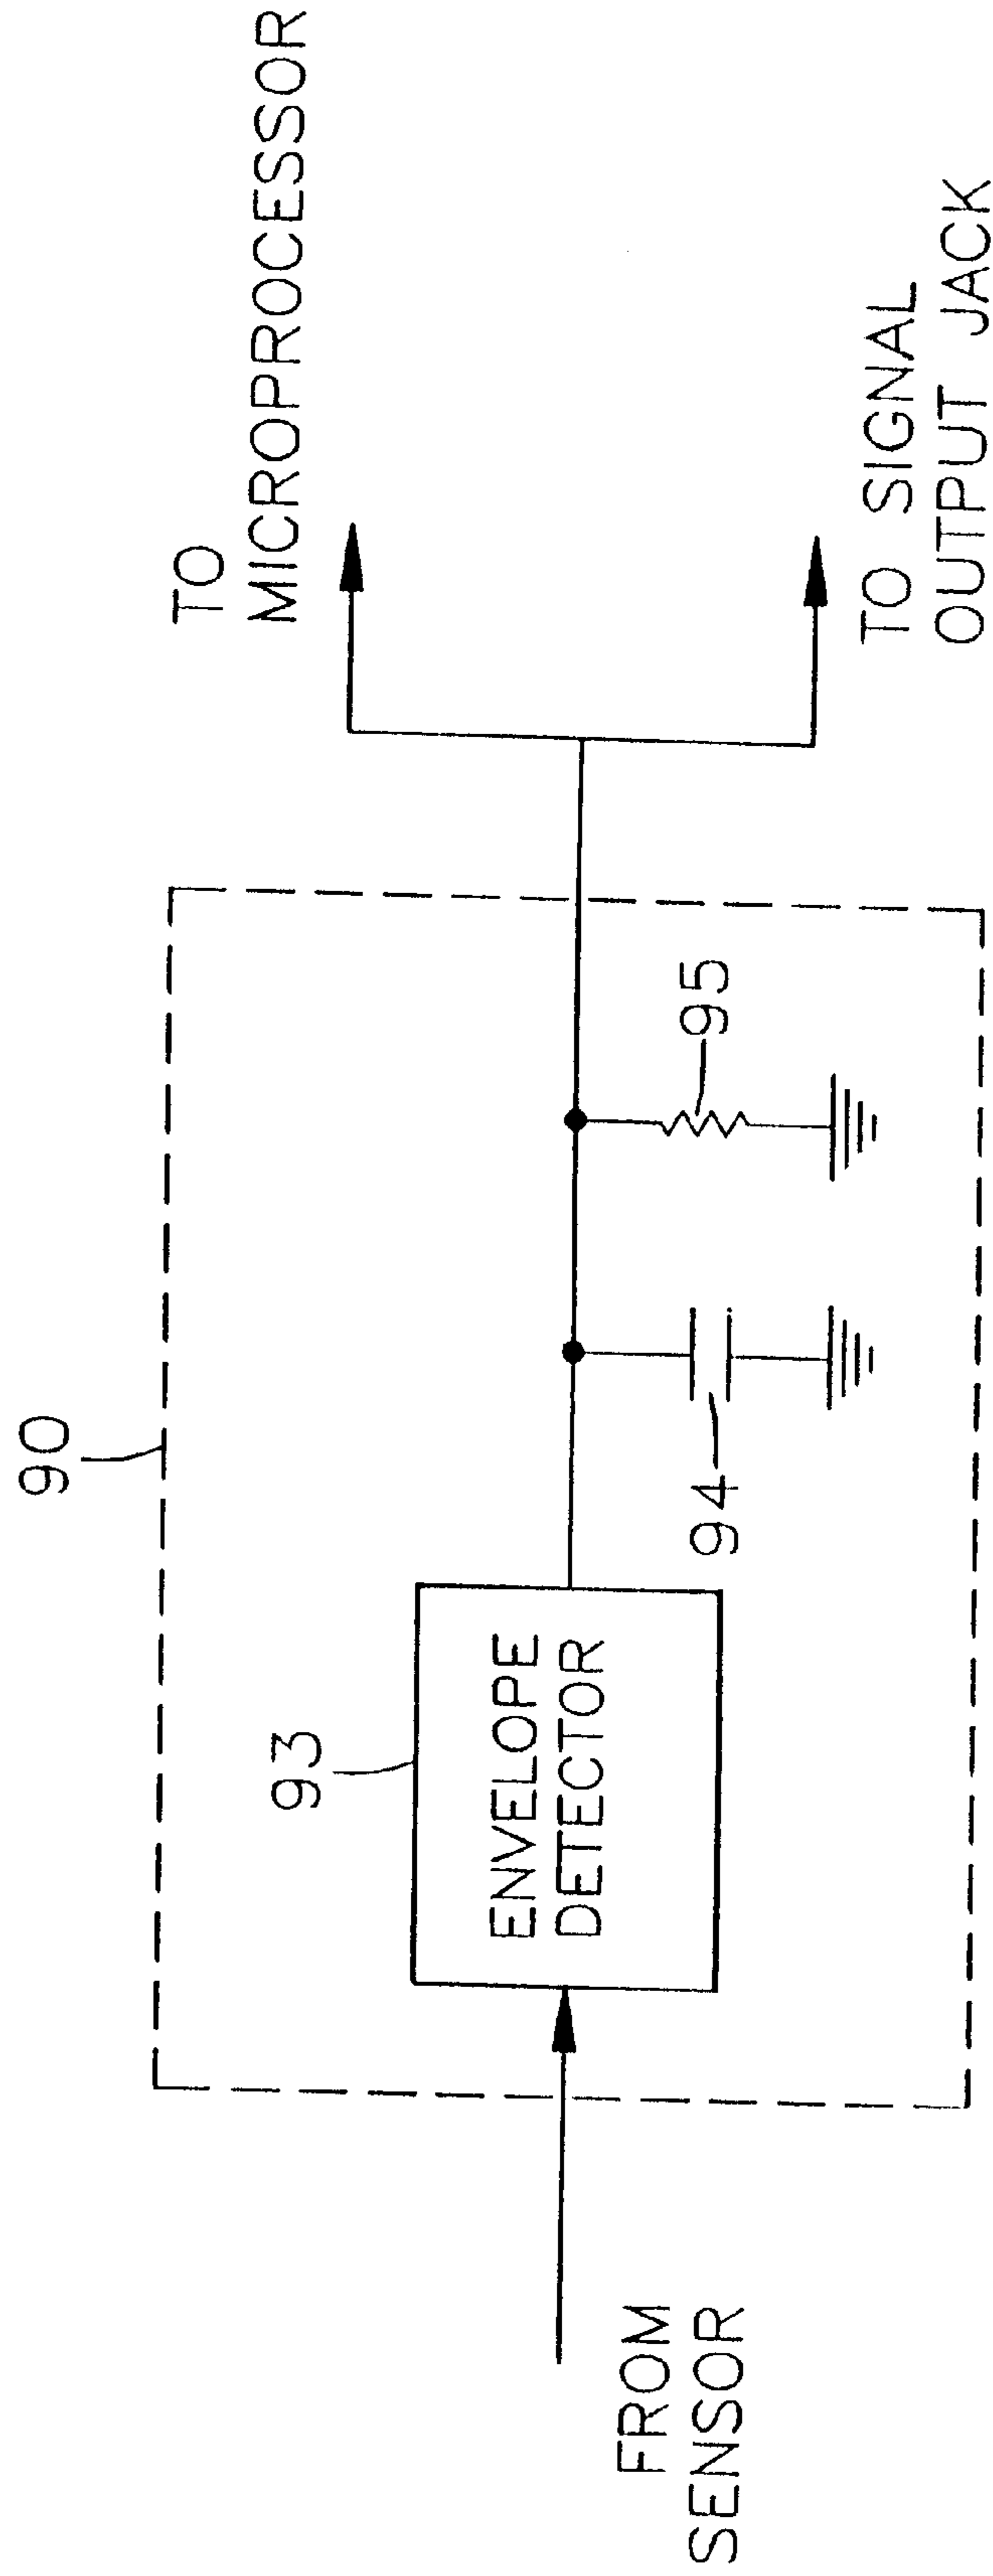 90
93
ENVELOPE
DETECTOR
94
95
FROM
SENSOR
TO
MICROPROCESSOR
TO SIGNAL
OUTPUT JACK